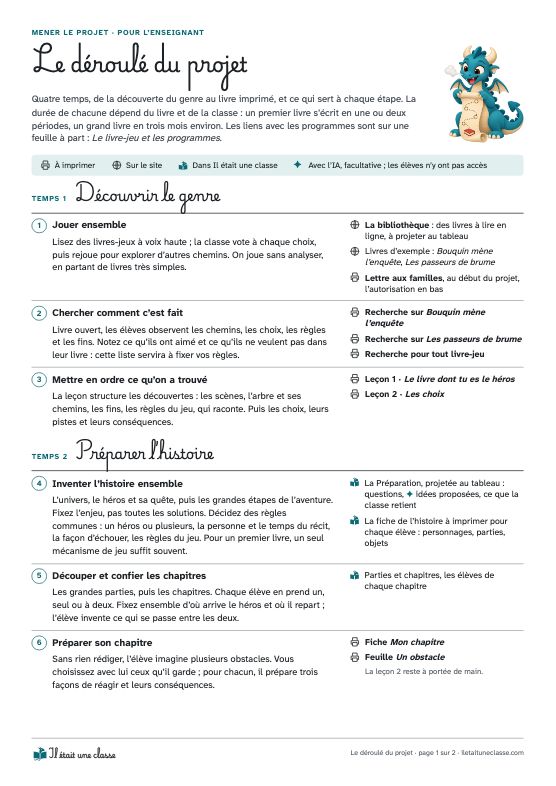 MENER LE PROJET · POUR L'ENSEIGNANT
Le déroulé du projet
Quatre temps, de la découverte du genre au livre imprimé, et ce qui sert à chaque étape. La
durée de chacune dépend du livre et de la classe : un premier livre s'écrit en une ou deux
périodes, un grand livre en trois mois environ. Les liens avec les programmes sont sur une
feuille à part : Le livre-jeu et les programmes.
À imprimer
Sur le site
Dans Il était une classe
Avec l'IA, facultative ; les élèves n'y ont pas accès
TEMPS 1 Découvrir le genre
1 Jouer ensemble
Lisez des livres-jeux à voix haute ; la classe vote à chaque choix,
puis rejoue pour explorer d'autres chemins. On joue sans analyser,
en partant de livres très simples.
La bibliothèque : des livres à lire en
ligne, à projeter au tableau
Livres d'exemple : Bouquin mène
l'enquête, Les passeurs de brume
Lettre aux familles, au début du projet,
l'autorisation en bas
2 Chercher comment c'est fait
Livre ouvert, les élèves observent les chemins, les choix, les règles
et les fins. Notez ce qu'ils ont aimé et ce qu'ils ne veulent pas dans
leur livre : cette liste servira à fixer vos règles.
Recherche sur Bouquin mène
l'enquête
Recherche sur Les passeurs de brume
Recherche pour tout livre-jeu
3 Mettre en ordre ce qu'on a trouvé
La leçon structure les découvertes : les scènes, l'arbre et ses
chemins, les fins, les règles du jeu, qui raconte. Puis les choix, leurs
pistes et leurs conséquences.
Leçon 1 · Le livre dont tu es le héros
Leçon 2 · Les choix
TEMPS 2 Préparer l'histoire
4 Inventer l'histoire ensemble
L'univers, le héros et sa quête, puis les grandes étapes de l'aventure.
Fixez l'enjeu, pas toutes les solutions. Décidez des règles
communes : un héros ou plusieurs, la personne et le temps du récit,
la façon d'échouer, les règles du jeu. Pour un premier livre, un seul
mécanisme de jeu suffit souvent.
La Préparation, projetée au tableau :
questions, ✦ idées proposées, ce que la
classe retient
La fiche de l'histoire à imprimer pour
chaque élève : personnages, parties,
objets
5 Découper et confier les chapitres
Les grandes parties, puis les chapitres. Chaque élève en prend un,
seul ou à deux. Fixez ensemble d'où arrive le héros et où il repart ;
l'élève invente ce qui se passe entre les deux.
Parties et chapitres, les élèves de
chaque chapitre
6 Préparer son chapitre
Sans rien rédiger, l'élève imagine plusieurs obstacles. Vous
choisissez avec lui ceux qu'il garde ; pour chacun, il prépare trois
façons de réagir et leurs conséquences.
Fiche Mon chapitre
Feuille Un obstacle
La leçon 2 reste à portée de main.
Il était une classe
Le déroulé du projet · page 1 sur 2 · iletaituneclasse.com